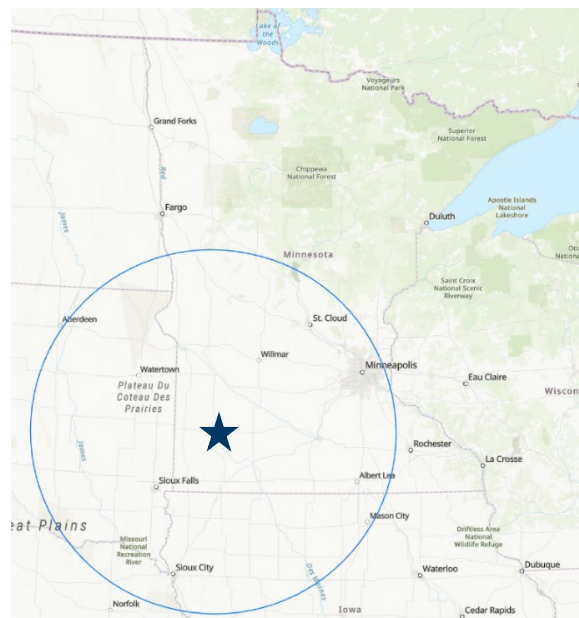 Lake of
the
Woods
Voyageurs
National Park
Grand Forks
Superior
National Forest
Chippewa
National Forest
Red
Apostle Islands
National
Lakeshore
Fargo
James
Duluth
Ott
Nation
Minnesota
Saint Croix
National Scenic
Riverway
Aberdeen
St. Cloud
Willmar
Watertown
Minneapolis
Plateau Du
Coteau Des
Prairies
Eau Claire
Wiscon
James
Rochester
La Crosse
Sioux Falls
Albert Lea
eat Plains
Mason City
Missouri
National
Recreation
River
Driftless Area
National
Wildlife Refuge
Sioux City
Des Moines
Waterloo
Dubuque
Norfolk
Iowa
Cedar Rapids